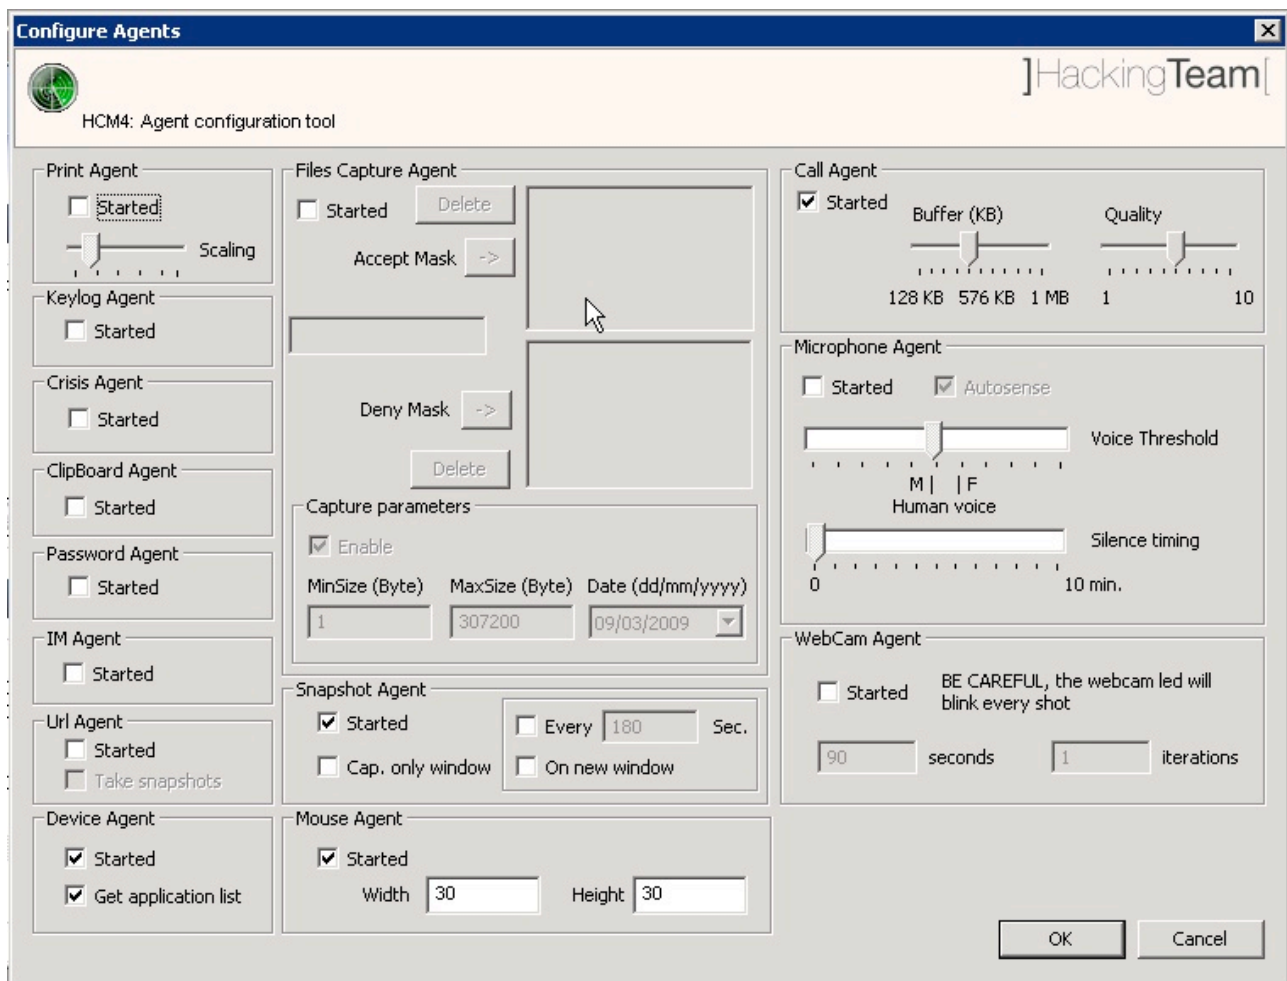 Configure Agents
]HackingTeam[
HCM4: Agent configuration tool
Print Agent
Started
Scaling
Keylog Agent
Started
Crisis Agent
Started
ClipBoard Agent
Started
Password Agent
Started
IM Agent
Started
Url Agent
Started
Take snapshots
Device Agent
Started
Get application list
Files Capture Agent
Started
Delete
Accept Mask
->
Deny Mask
->
Delete
Capture parameters
Enable
MinSize (Byte) MaxSize (Byte) Date (dd/mm/yyyy)
1 307200 09/03/2009
Snapshot Agent
Started
Every 180 Sec.
Cap. only window
On new window
Mouse Agent
Started
Width 30 Height 30
Call Agent
Started
Buffer (KB)
Quality
128 KB 576 KB 1 MB
1 10
Microphone Agent
Started
Autosense
Voice Threshold
M | | F
Human voice
Silence timing
0 10 min.
WebCam Agent
Started
BE CAREFUL, the webcam led will
blink every shot
90 seconds 1 iterations
OK
Cancel